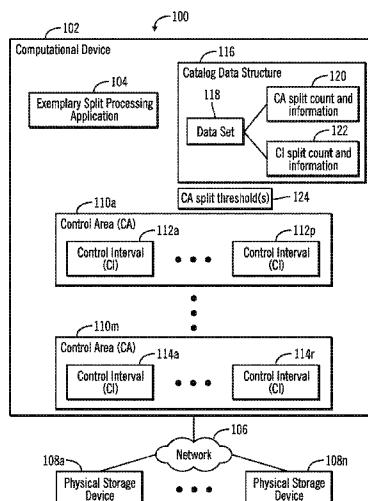 100
102
Computational Device
104
Exemplary Split Processing
Application
116
Catalog Data Structure
118
Data Set
120
CA split count and
information
122
CI split count and
information
CA split threshold(s)
124
110a
Control Area (CA)
112a
Control Interval
(CI)
112p
Control Interval
(CI)
110m
Control Area (CA)
114a
Control Interval
(CI)
114r
Control Interval
(CI)
106
Network
108a
Physical Storage
Device
108n
Physical Storage
Device